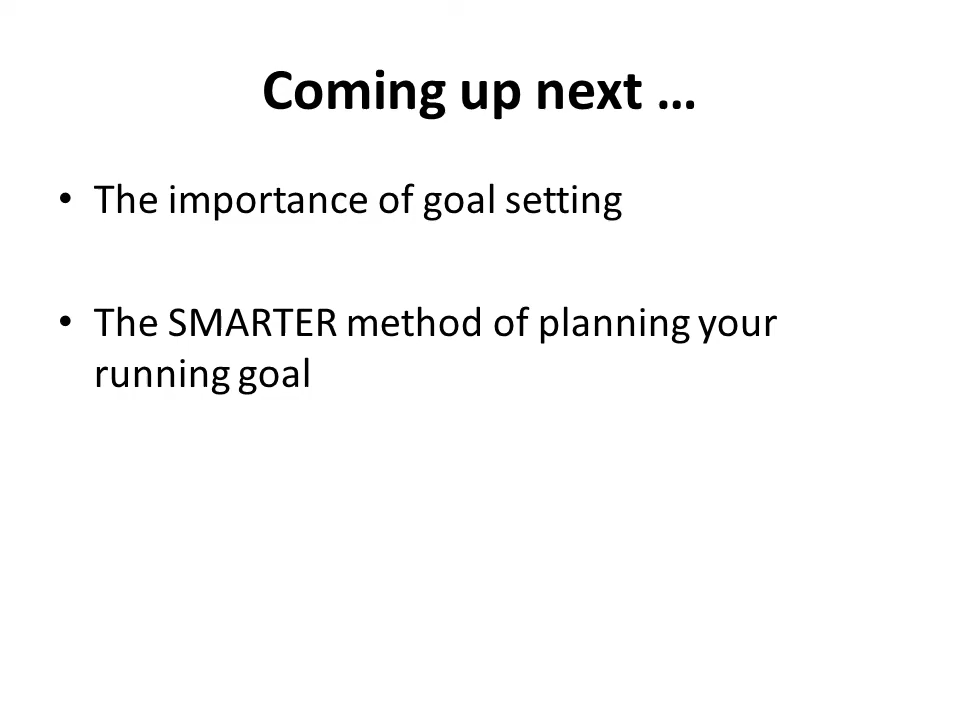 Coming up next …
• The importance of goal setting
• The SMARTER method of planning your
running goal